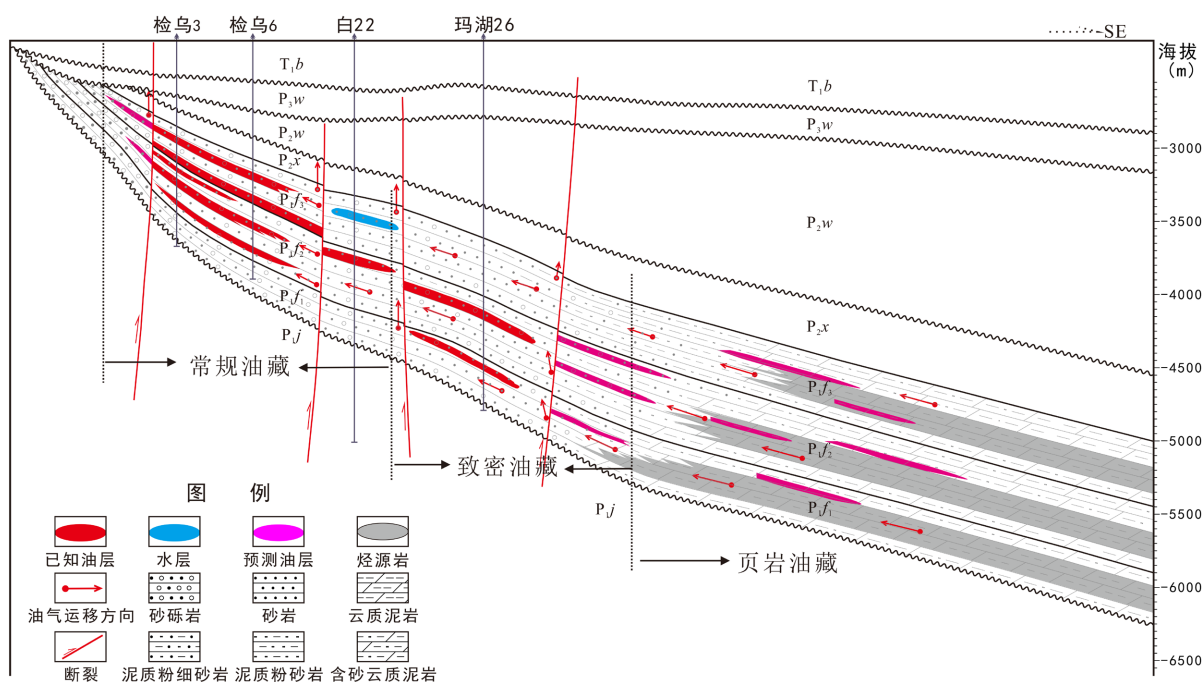 检乌3 检乌6 白22 玛湖26
SE
海拔
(m)
T₁b
T₁b
P₃w
P₃w
P₂w
P₂x
P₁f₃
P₂w
P₁f₂
P₁f₁
P₁j
P₂x
P₁f₃
P₁f₂
P₁f₁
P₁j
-3000
-3500
-4000
-4500
-5000
-5500
-6000
-6500
常规油藏
致密油藏
页岩油藏
图 例
已知油层 水层 预测油层 烃源岩
油气运移方向 砂砾岩 砂岩 云质泥岩
断裂 泥质粉细砂岩 泥质粉砂岩 含砂云质泥岩